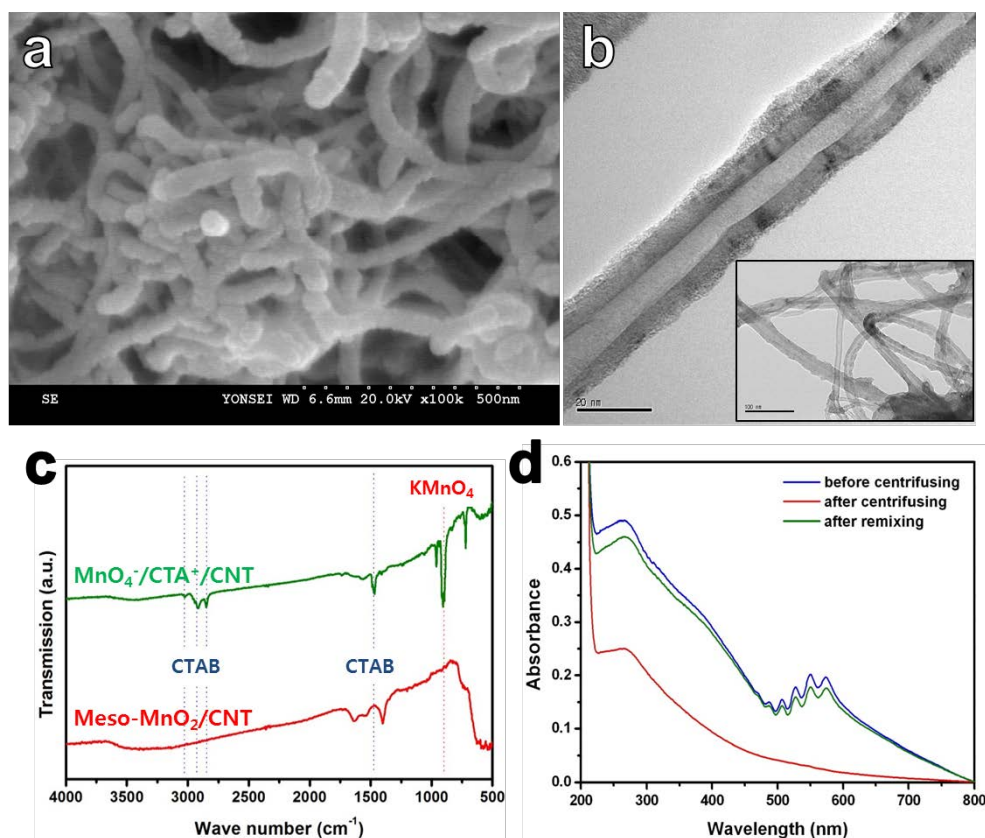 a
SE YONSEI WD 6.6mm 20.0kV x100k 500nm
b
20 nm
100 nm
c
KMnO4
MnO4-/CTA+/CNT
CTAB CTAB
Meso-MnO2/CNT
Transmission (a.u.)
4000 3500 3000 2500 2000 1500 1000 500
Wave number (cm-1)
d
before centrifusing
after centrifusing
after remixing
Absorbance
0.6
0.5
0.4
0.3
0.2
0.1
0.0
200 300 400 500 600 700 800
Wavelength (nm)